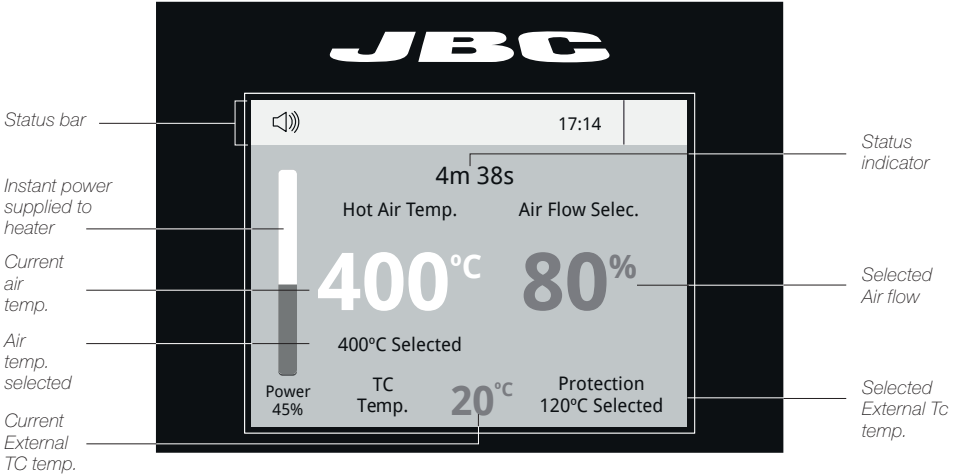 JBC
Status bar
17:14
Status
indicator
4m 38s
Instant power
supplied to
heater
Hot Air Temp.
Air Flow Selec.
Current
air
temp.
400ºC
80%
Selected
Air flow
Air
temp.
selected
400ºC Selected
Power
45%
TC
Temp.
20ºC
Protection
120ºC Selected
Selected
External Tc
temp.
Current
External
TC temp.